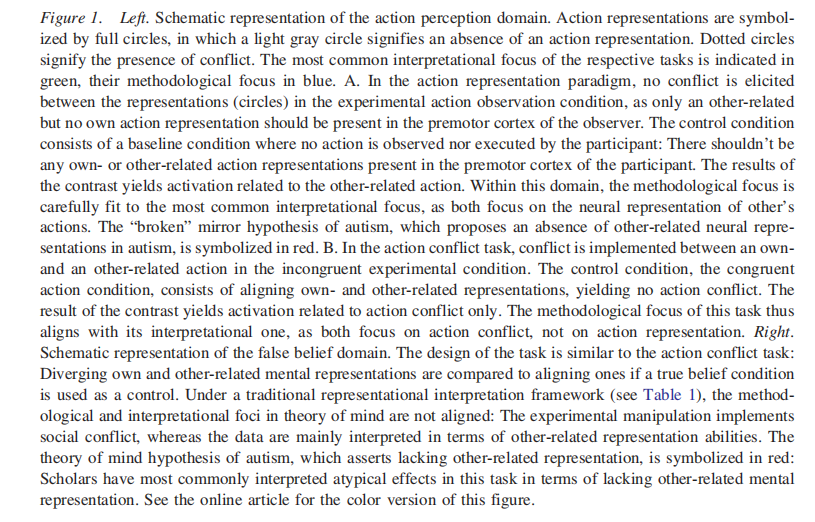 Figure 1. Left. Schematic representation of the action perception domain. Action representations are symbol-
ized by full circles, in which a light gray circle signifies an absence of an action representation. Dotted circles
signify the presence of conflict. The most common interpretational focus of the respective tasks is indicated in
green, their methodological focus in blue. A. In the action representation paradigm, no conflict is elicited
between the representations (circles) in the experimental action observation condition, as only an other-related
but no own action representation should be present in the premotor cortex of the observer. The control condition
consists of a baseline condition where no action is observed nor executed by the participant: There shouldn't be
any own- or other-related action representations present in the premotor cortex of the participant. The results of
the contrast yields activation related to the other-related action. Within this domain, the methodological focus is
carefully fit to the most common interpretational focus, as both focus on the neural representation of other's
actions. The “broken” mirror hypothesis of autism, which proposes an absence of other-related neural repre-
sentations in autism, is symbolized in red. B. In the action conflict task, conflict is implemented between an own-
and an other-related action in the incongruent experimental condition. The control condition, the congruent
action condition, consists of aligning own- and other-related representations, yielding no action conflict. The
result of the contrast yields activation related to action conflict only. The methodological focus of this task thus
aligns with its interpretational one, as both focus on action conflict, not on action representation. Right.
Schematic representation of the false belief domain. The design of the task is similar to the action conflict task:
Diverging own and other-related mental representations are compared to aligning ones if a true belief condition
is used as a control. Under a traditional representational interpretation framework (see Table 1), the method-
ological and interpretational foci in theory of mind are not aligned: The experimental manipulation implements
social conflict, whereas the data are mainly interpreted in terms of other-related representation abilities. The
theory of mind hypothesis of autism, which asserts lacking other-related representation, is symbolized in red:
Scholars have most commonly interpreted atypical effects in this task in terms of lacking other-related mental
representation. See the online article for the color version of this figure.